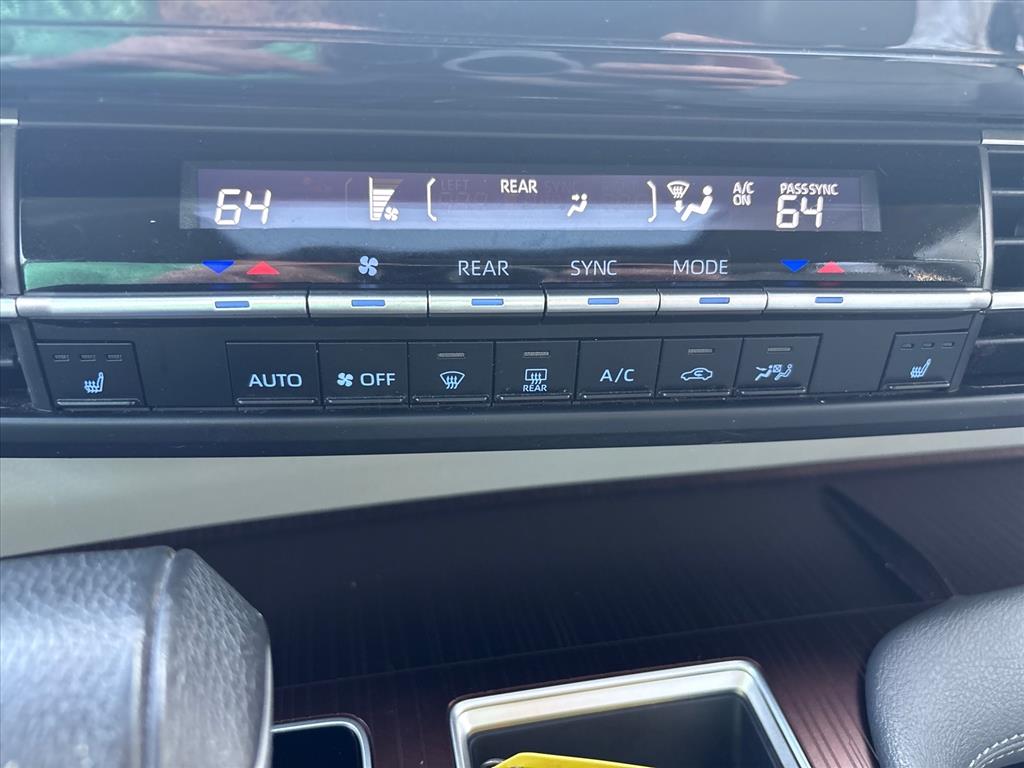 REAR
A/C
ON
PASS SYNC
64
64
REAR SYNC MODE
AUTO
OFF
REAR
A/C